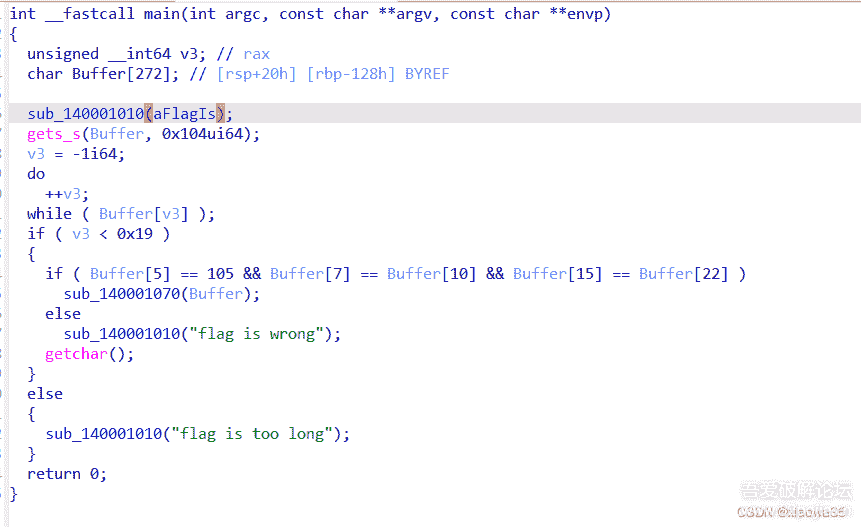 int __fastcall main(int argc, const char **argv, const char **envp)
{
  unsigned __int64 v3; // rax
  char Buffer[272]; // [rsp+20h] [rbp-128h] BYREF

  sub_140001010(aFlagIs);
  gets_s(Buffer, 0x104ui64);
  v3 = -1i64;
  do
    ++v3;
  while ( Buffer[v3] );
  if ( v3 < 0x19 )
  {
    if ( Buffer[5] == 105 && Buffer[7] == Buffer[10] && Buffer[15] == Buffer[22] )
      sub_140001070(Buffer);
    else
      sub_140001010("flag is wrong");
    getchar();
  }
  else
  {
    sub_140001010("flag is too long");
  }
  return 0;
}
吾爱破解论坛
CSDN